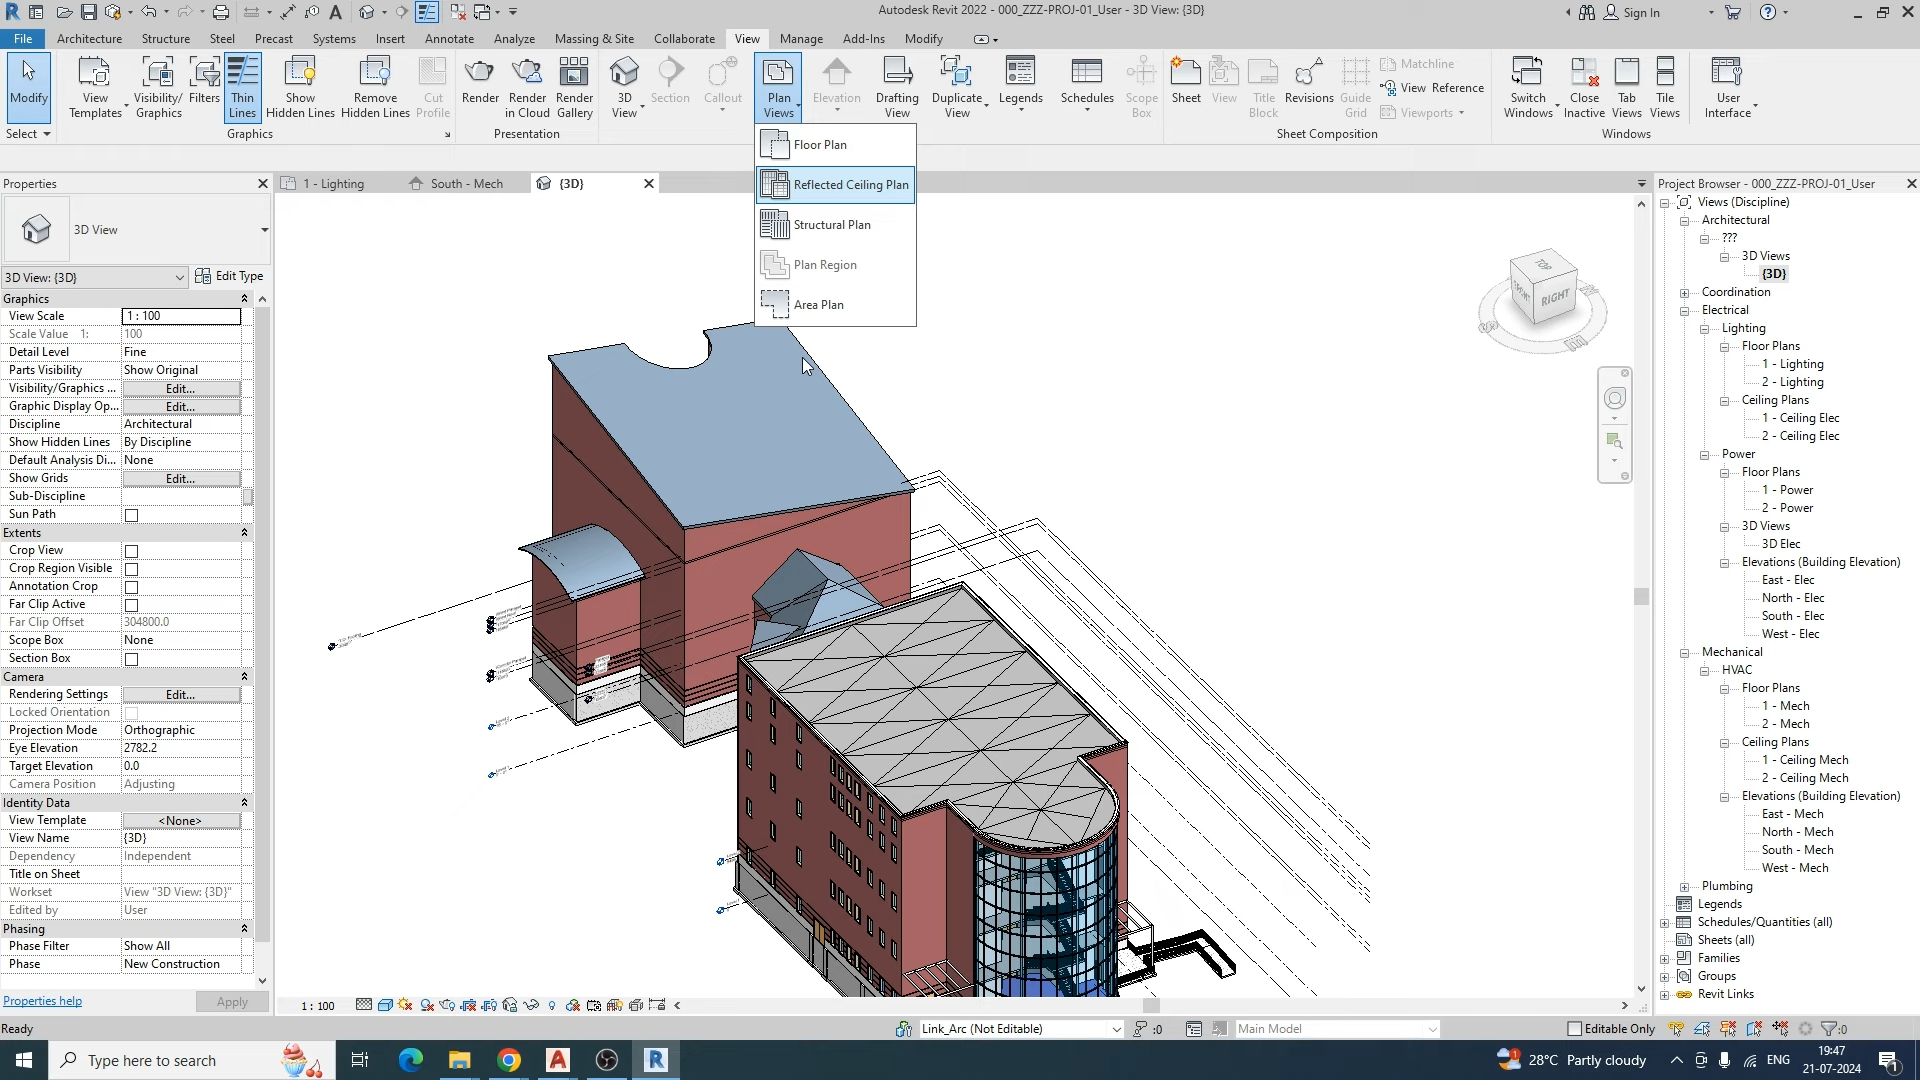 Autodesk Revit 2022 - 000_ZZZ-PROJ-01_User - 3D View: {3D}
Sign In
File Architecture Structure Steel Precast Systems Insert Annotate Analyze Massing & Site Collaborate View Manage Add-Ins Modify
Modify
View Templates
Visibility/ Graphics
Filters
Thin Lines
Show Hidden Lines
Remove Hidden Lines
Cut Profile
Render
Render in Cloud
Render Gallery
3D View
Section
Callout
Plan Views
Elevation
Drafting View
Duplicate View
Legends
Schedules
Scope Box
Sheet
View
Title Block
Revisions
Guide Grid
Matchline
View Reference
Viewports
Switch Windows
Close Inactive
Tab Views
Tile Views
User Interface
Select
Graphics
Presentation
Sheet Composition
Windows
Floor Plan
Reflected Ceiling Plan
Structural Plan
Plan Region
Area Plan
Properties
1 - Lighting
South - Mech
{3D}
3D View
3D View: {3D}
Edit Type
Graphics
View Scale 1 : 100
Scale Value 1: 100
Detail Level Fine
Parts Visibility Show Original
Visibility/Graphics ... Edit...
Graphic Display Op... Edit...
Discipline Architectural
Show Hidden Lines By Discipline
Default Analysis Di... None
Show Grids Edit...
Sub-Discipline
Sun Path
Extents
Crop View
Crop Region Visible
Annotation Crop
Far Clip Active
Far Clip Offset 304800.0
Scope Box None
Section Box
Camera
Rendering Settings Edit...
Locked Orientation
Projection Mode Orthographic
Eye Elevation 2782.2
Target Elevation 0.0
Camera Position Adjusting
Identity Data
View Template <None>
View Name {3D}
Dependency Independent
Title on Sheet
Workset View "3D View: {3D}"
Edited by User
Phasing
Phase Filter Show All
Phase New Construction
Properties help
Apply
TOP
FRONT
RIGHT
Project Browser - 000_ZZZ-PROJ-01_User
Views (Discipline)
Architectural
???
3D Views
{3D}
Coordination
Electrical
Lighting
Floor Plans
1 - Lighting
2 - Lighting
Ceiling Plans
1 - Ceiling Elec
2 - Ceiling Elec
Power
Floor Plans
1 - Power
2 - Power
3D Views
3D Elec
Elevations (Building Elevation)
East - Elec
North - Elec
South - Elec
West - Elec
Mechanical
HVAC
Floor Plans
1 - Mech
2 - Mech
Ceiling Plans
1 - Ceiling Mech
2 - Ceiling Mech
Elevations (Building Elevation)
East - Mech
North - Mech
South - Mech
West - Mech
Plumbing
Legends
Schedules/Quantities (all)
Sheets (all)
Families
Groups
Revit Links
1 : 100
Ready
Link_Arc (Not Editable)
:0
Main Model
Editable Only
:0
Type here to search
28°C Partly cloudy
ENG
19:47
21-07-2024
1